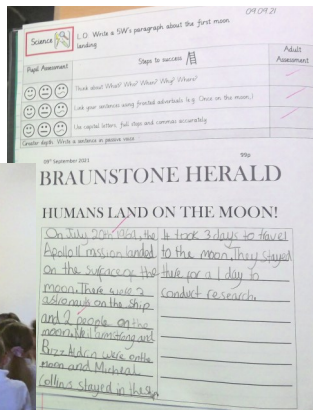 09.09.21
Science
L.O. Write a 5W's paragraph about the first moon
landing
Pupil Assessment
Steps to success
Adult
Assessment
Think about What? Who? When? Why? Where?
Link your sentences using fronted adverbials (e.g. Once on the moon,)
Use capital letters, full stops and commas accurately.
Greater depth: Write a sentence in passive voice
09th September 2021
99p
BRAUNSTONE HERALD
HUMANS LAND ON THE MOON!
On July 20th 1969, the
Apollo 11 mission landed
on the surface of the
moon. There were 3
astronauts on the ship
and 2 people on the
moon. Neil armstrong and
Buzz Aldrin were on the
moon and Micheal
Collins stayed in the ship
It took 3 days to travel
to the moon. They stayed
there for a 1 day to
conduct research.